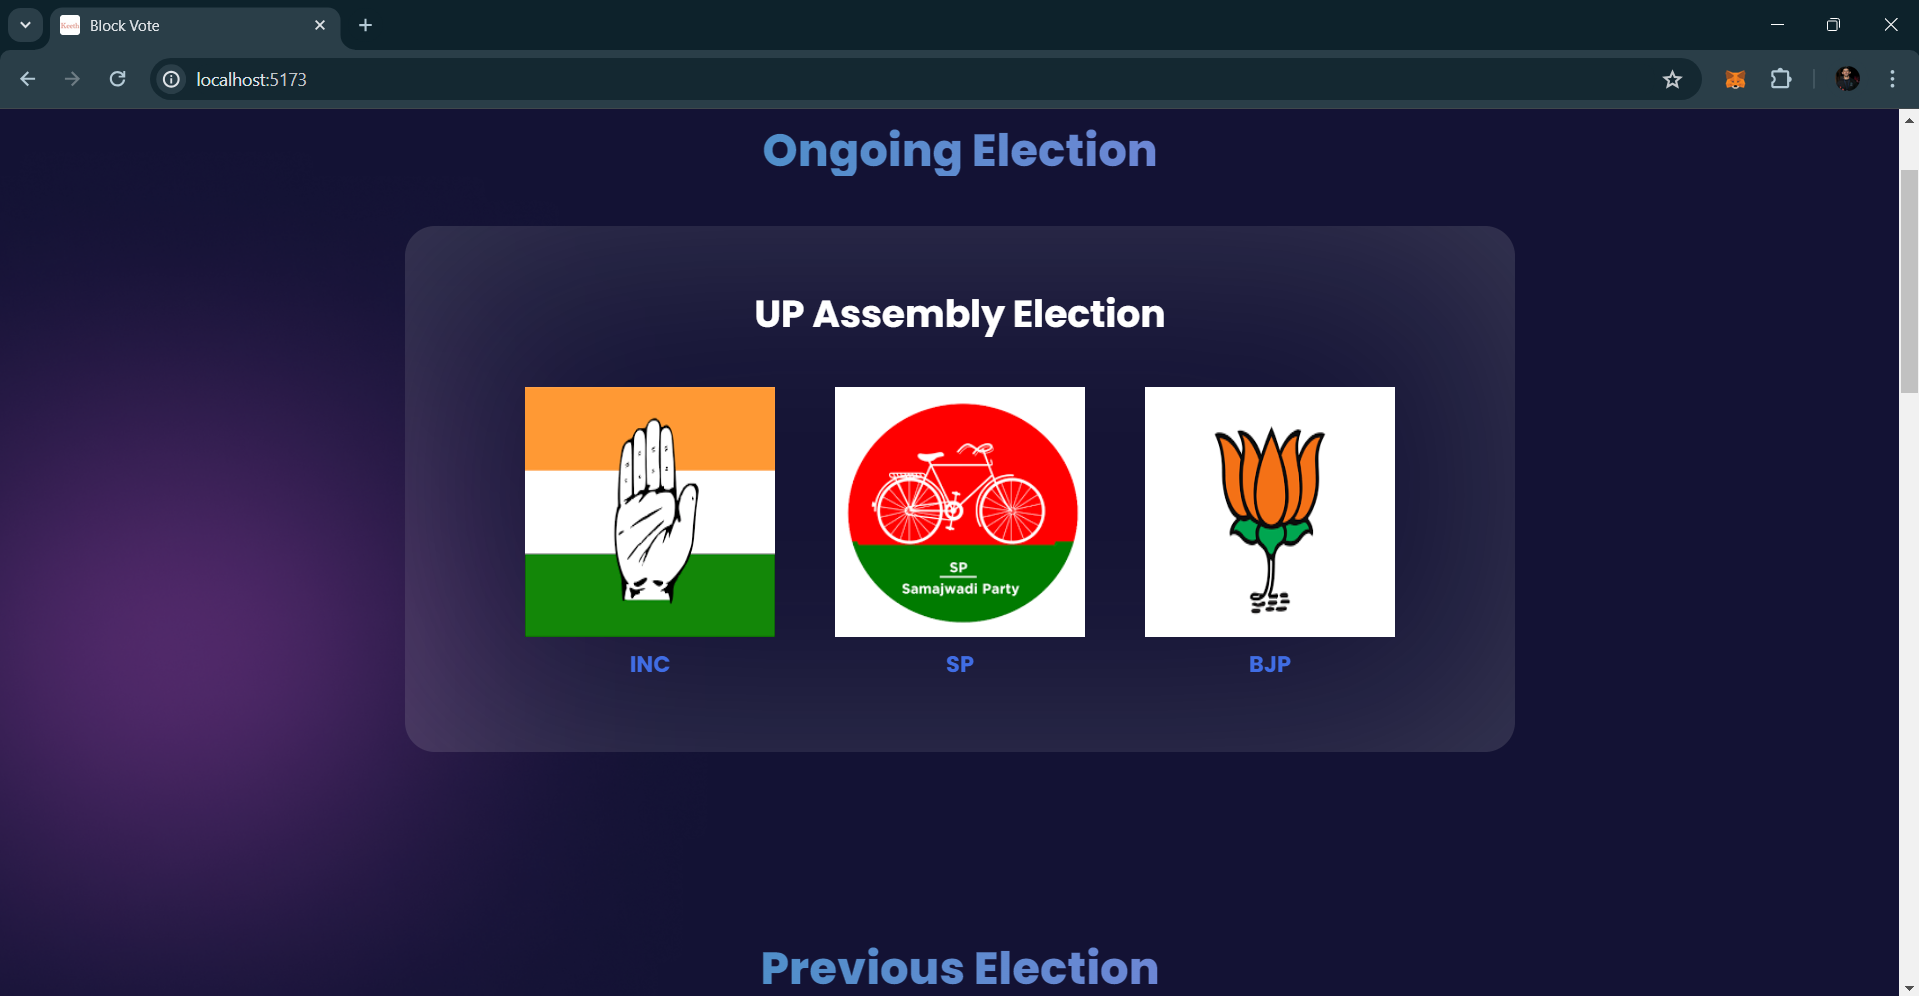 Block Vote
localhost:5173
Ongoing Election
UP Assembly Election
SP
Samajwadi Party
INC
SP
BJP
Previous Election